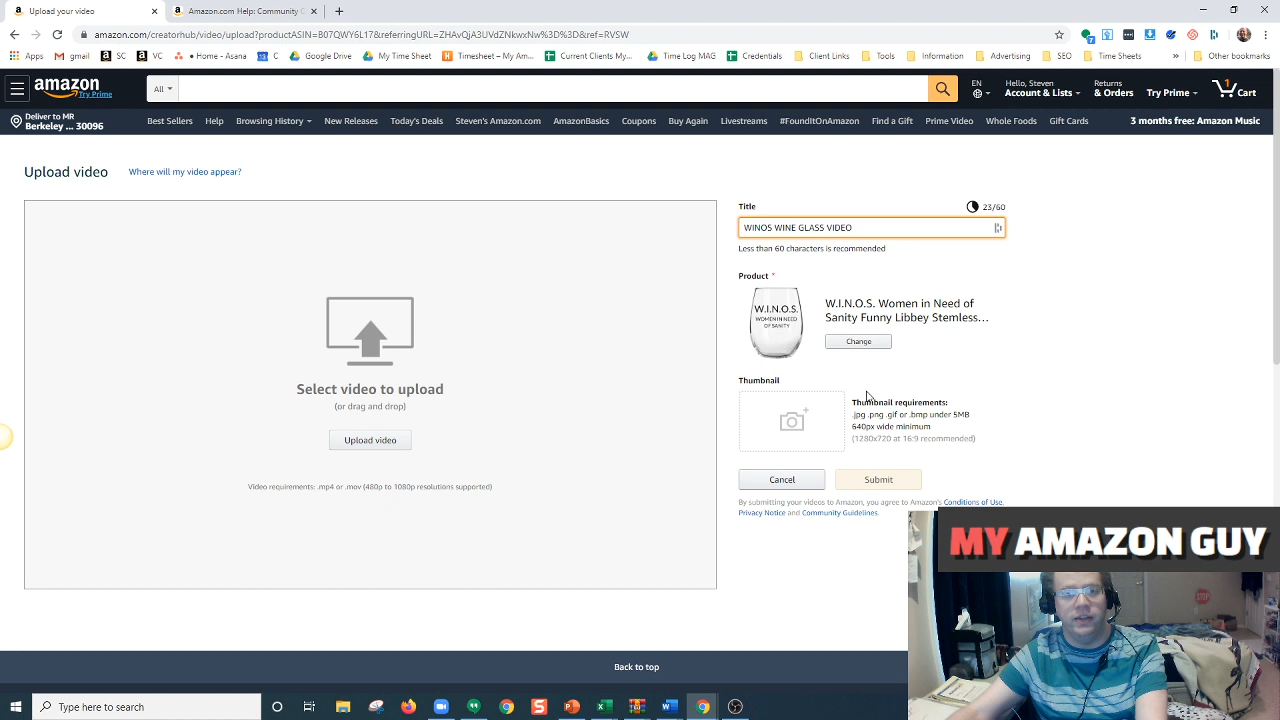 Upload your video
Amazon.com Help: Community G
amazon.com/creatorhub/video/upload?productASIN=B07QWY6L17&referringURL=ZHAvQjA3UVdZNkwxNw%3D%3D&ref=RVSW
Apps
gmail
SC
VC
Home - Asana
C
Google Drive
My Time Sheet
Timesheet – My Am...
Current Clients My...
Time Log MAG
Credentials
Client Links
Tools
Information
Advertising
SEO
Time Sheets
»
Other bookmarks
amazon
Try Prime
All
EN
Hello, Steven
Account & Lists
Returns
& Orders
Try Prime
1
Cart
Deliver to MR
Berkeley ... 30096
Best Sellers
Help
Browsing History
New Releases
Today's Deals
Steven's Amazon.com
AmazonBasics
Coupons
Buy Again
Livestreams
#FoundItOnAmazon
Find a Gift
Prime Video
Whole Foods
Gift Cards
3 months free: Amazon Music
Upload video
Where will my video appear?
Select video to upload
(or drag and drop)
Upload video
Video requirements: .mp4 or .mov (480p to 1080p resolutions supported)
Title
23/60
WINOS WINE GLASS VIDEO
Less than 60 characters is recommended
Product *
W.I.N.O.S.
WOMEN IN NEED
OF SANITY
W.I.N.O.S. Women in Need of
Sanity Funny Libbey Stemless...
Change
Thumbnail
Thumbnail requirements:
.jpg .png .gif or .bmp under 5MB
640px wide minimum
(1280x720 at 16:9 recommended)
Cancel
Submit
By submitting your videos to Amazon, you agree to Amazon's Conditions of Use,
Privacy Notice and Community Guidelines.
MY AMAZON GUY
STOP
Back to top
Type here to search